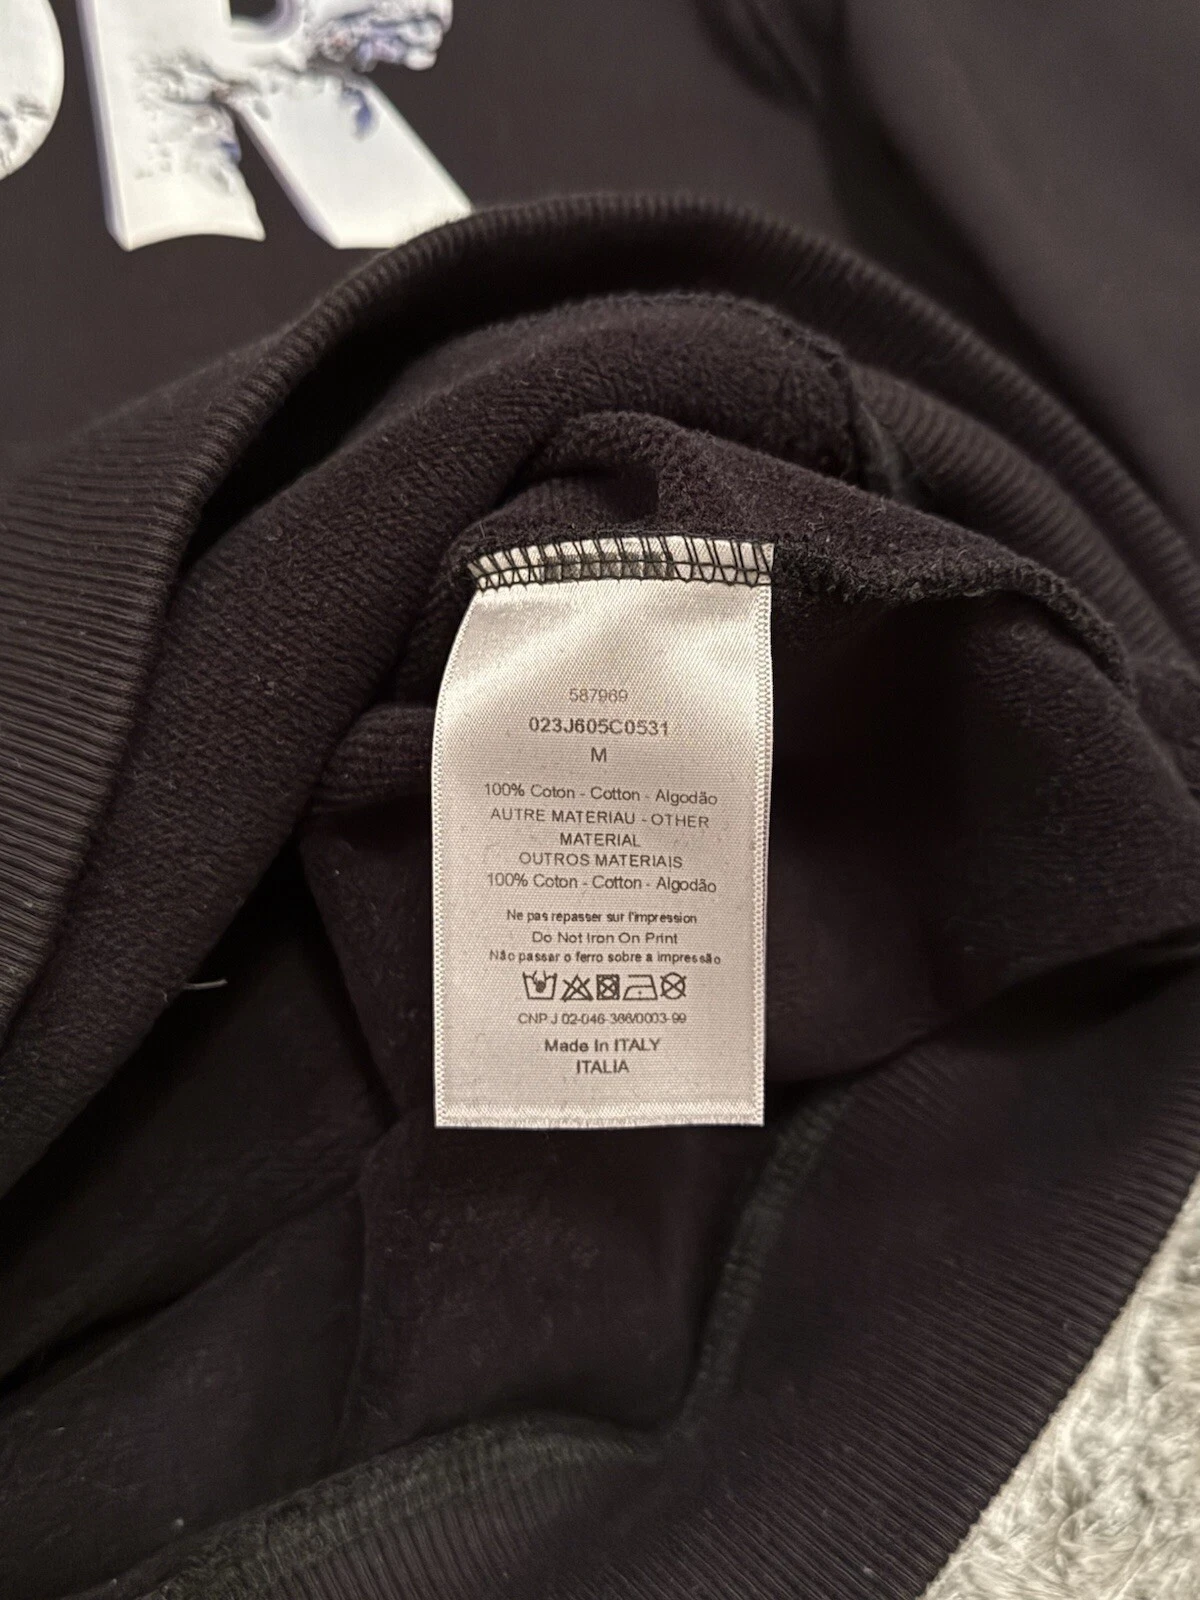 OR
587969
023J605C0531
M
100% Coton - Cotton - Algodão
AUTRE MATERIAU - OTHER
MATERIAL
OUTROS MATERIAIS
100% Coton - Cotton - Algodão
Ne pas repasser sur l'impression
Do Not Iron On Print
Não passar o ferro sobre a impressão
CNPJ 02-046-366/0003-99
Made In ITALY
ITALIA